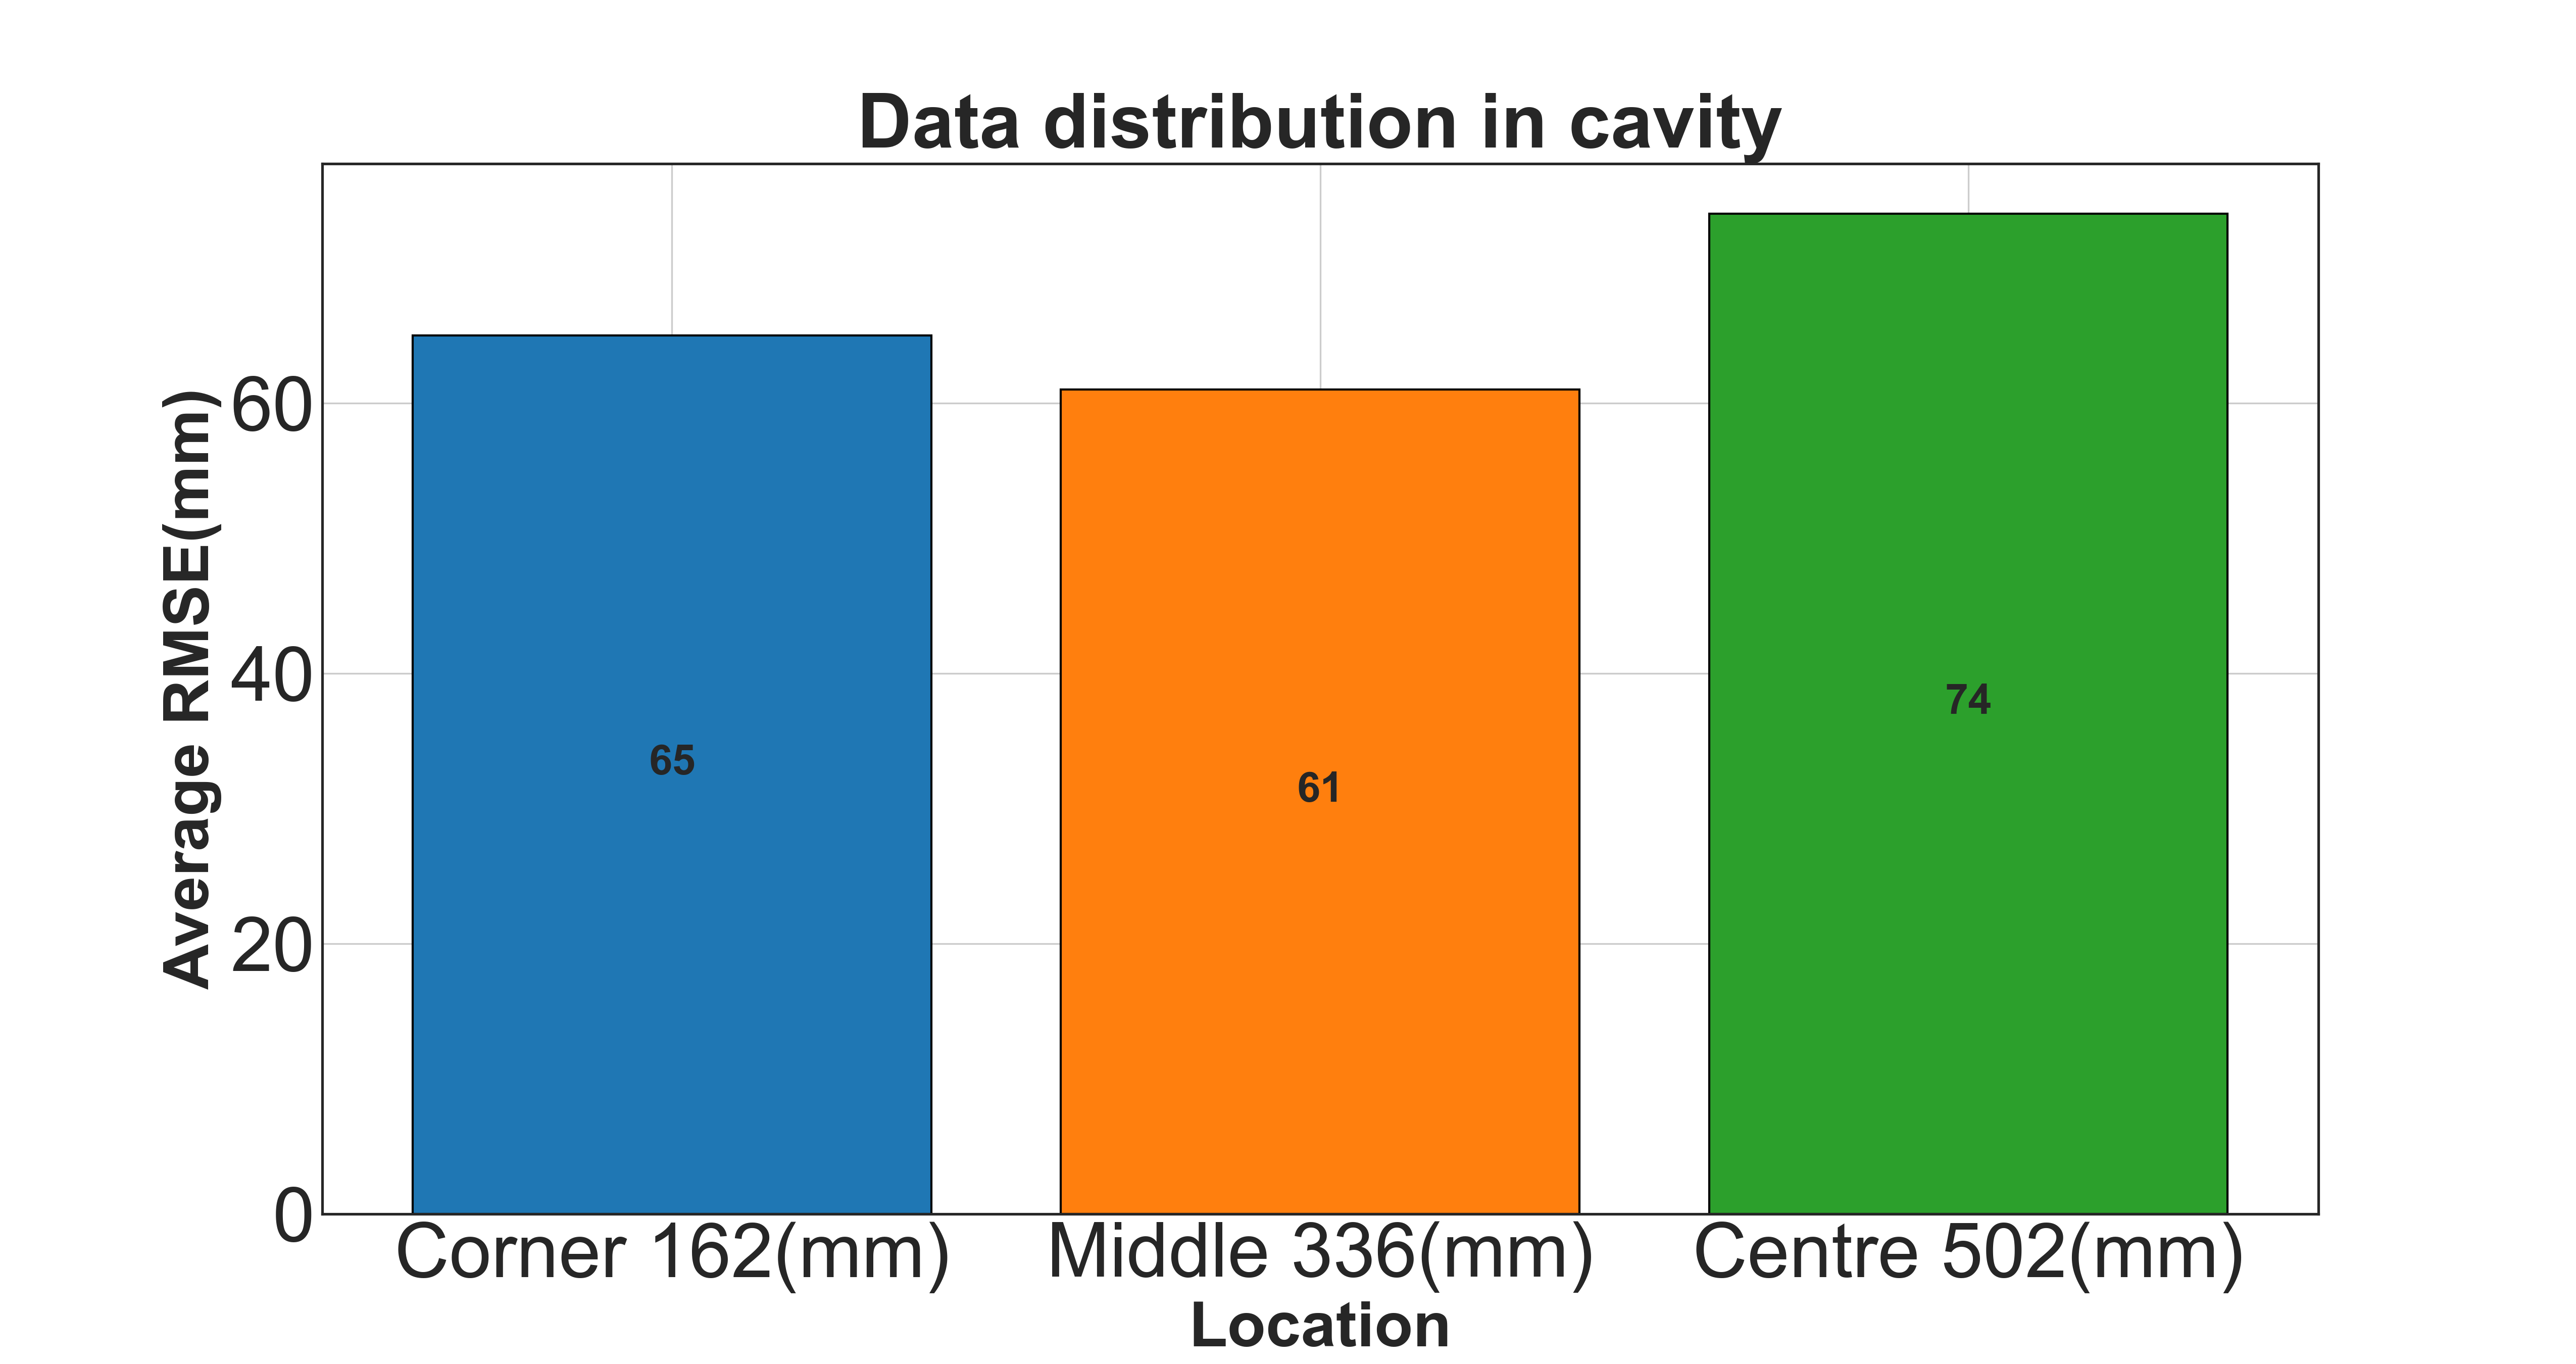 Data distribution in cavity
Average RMSE(mm)
60
40
20
0
65
61
74
Corner 162(mm)
Middle 336(mm)
Centre 502(mm)
Location